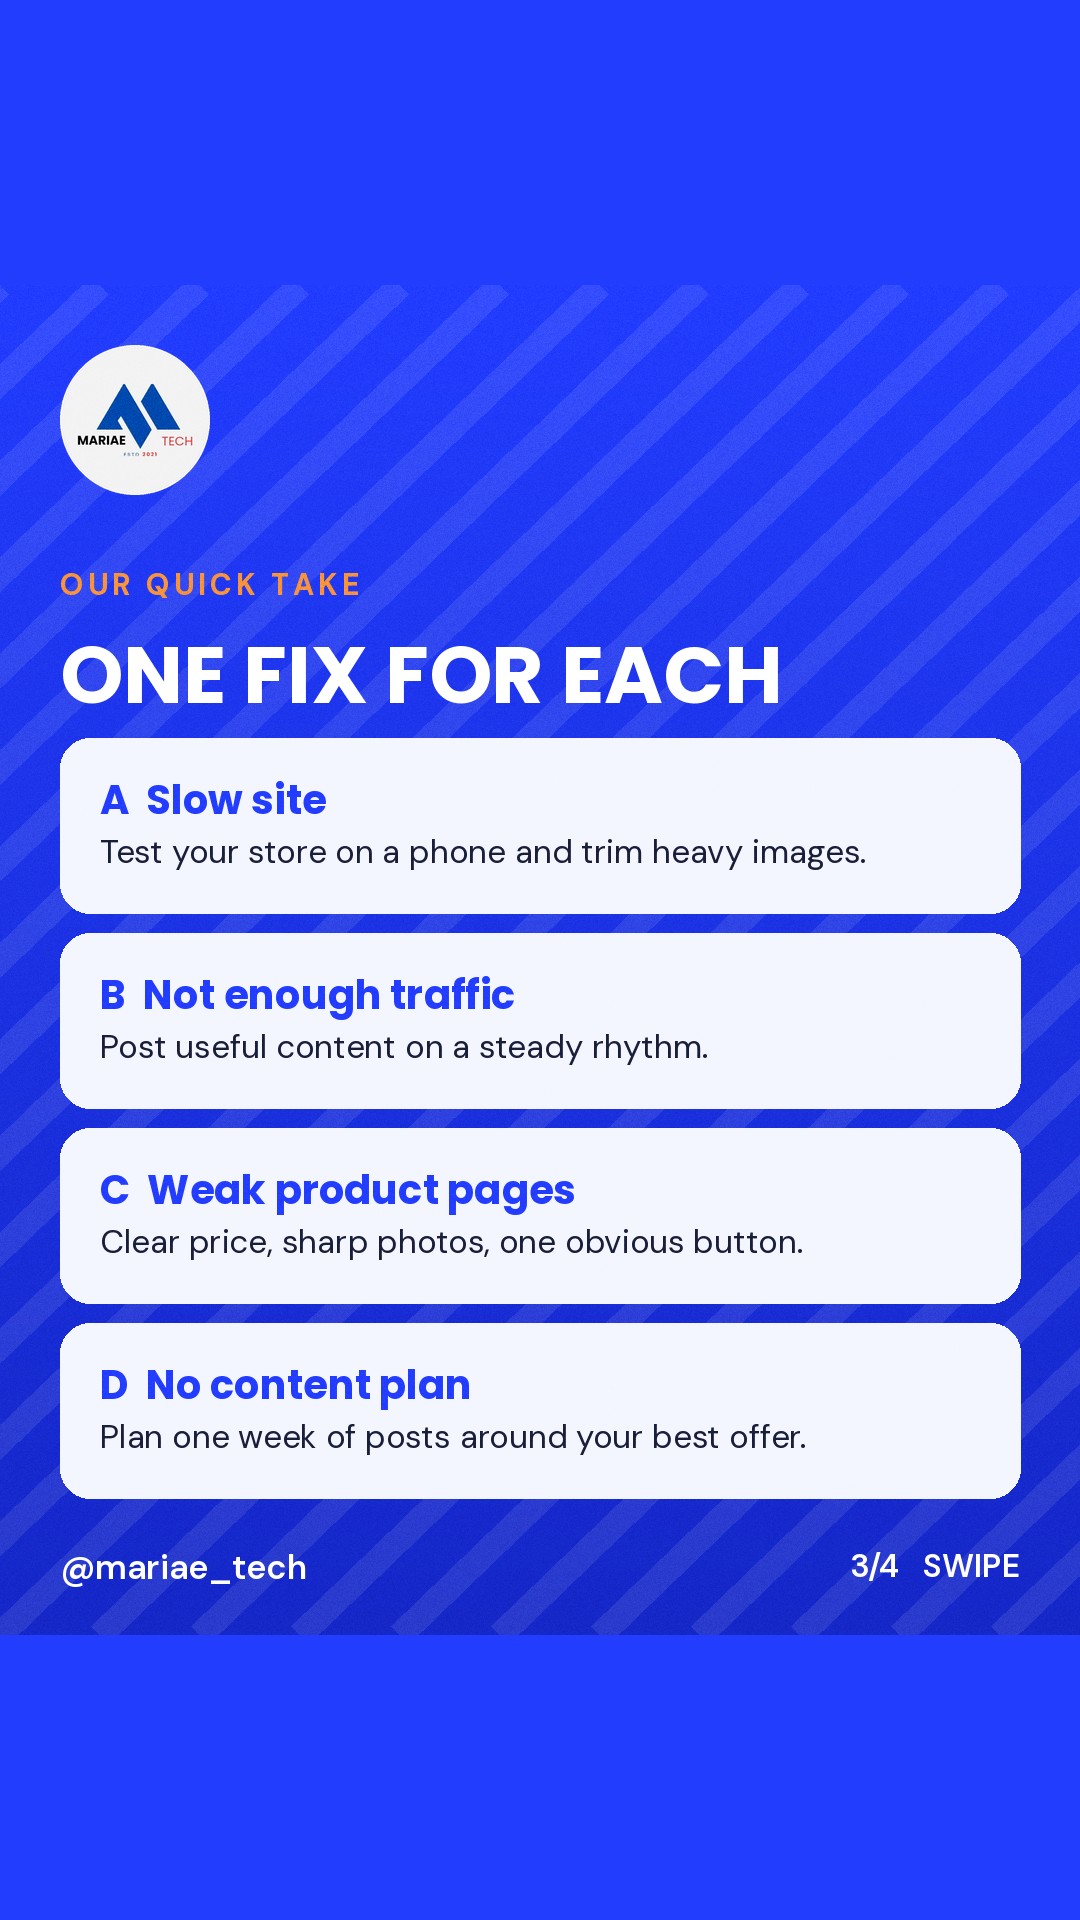 MARIAE TECH
ESTD 2021
OUR QUICK TAKE
ONE FIX FOR EACH
A Slow site
Test your store on a phone and trim heavy images.
B Not enough traffic
Post useful content on a steady rhythm.
C Weak product pages
Clear price, sharp photos, one obvious button.
D No content plan
Plan one week of posts around your best offer.
@mariae_tech
3/4 SWIPE